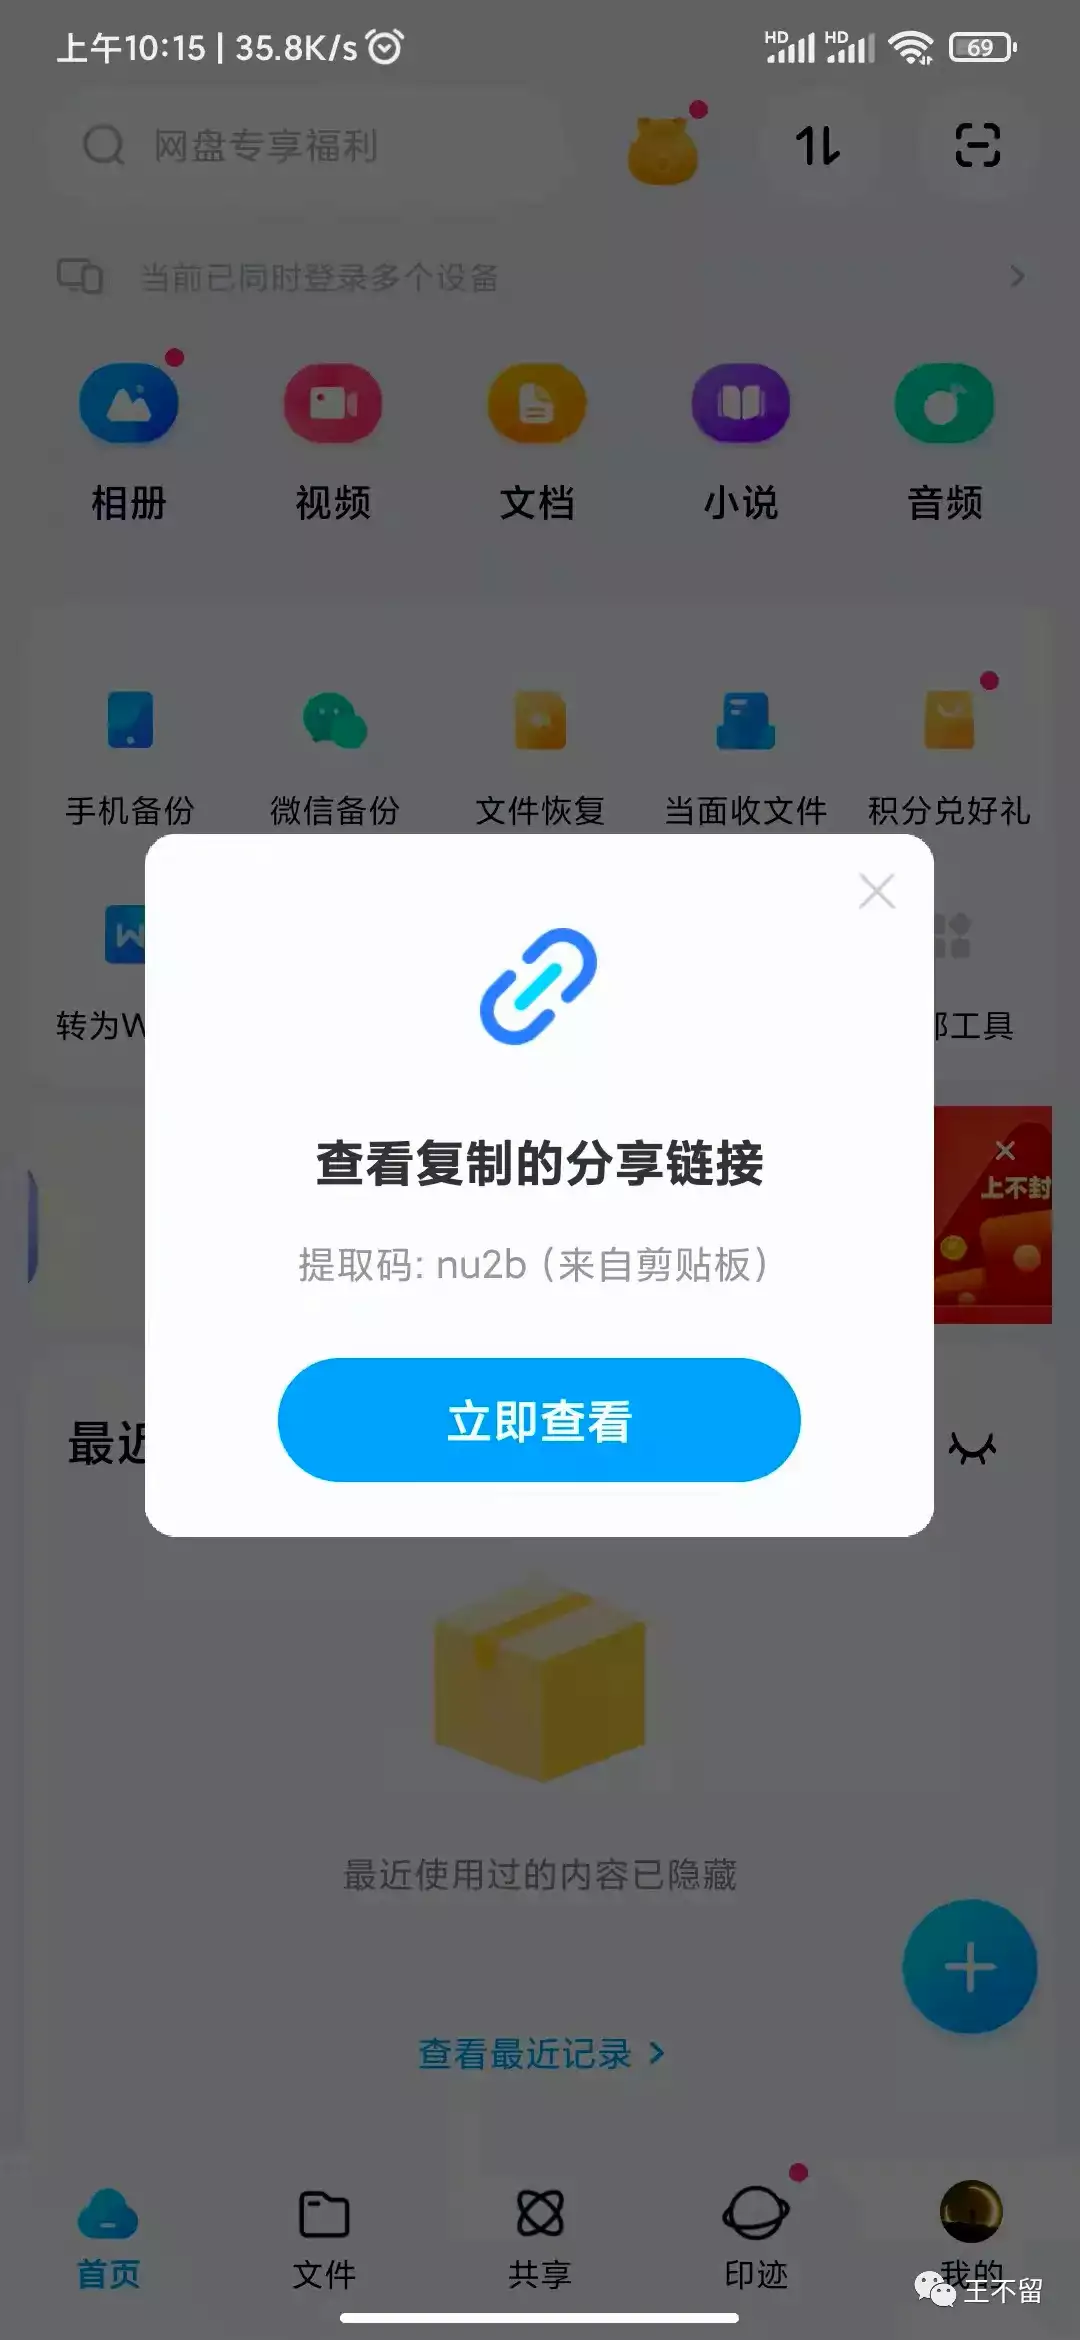 上午10:15 | 35.8K/s
HD HD 69
网盘专享福利
当前已同时登录多个设备
相册 视频 文档 小说 音频
手机备份 微信备份 文件恢复 当面收文件 积分兑好礼
转为W 部工具
上不封
查看复制的分享链接
提取码: nu2b（来自剪贴板）
立即查看
最近
最近使用过的内容已隐藏
查看最近记录
首页 文件 共享 印迹 我的
王不留